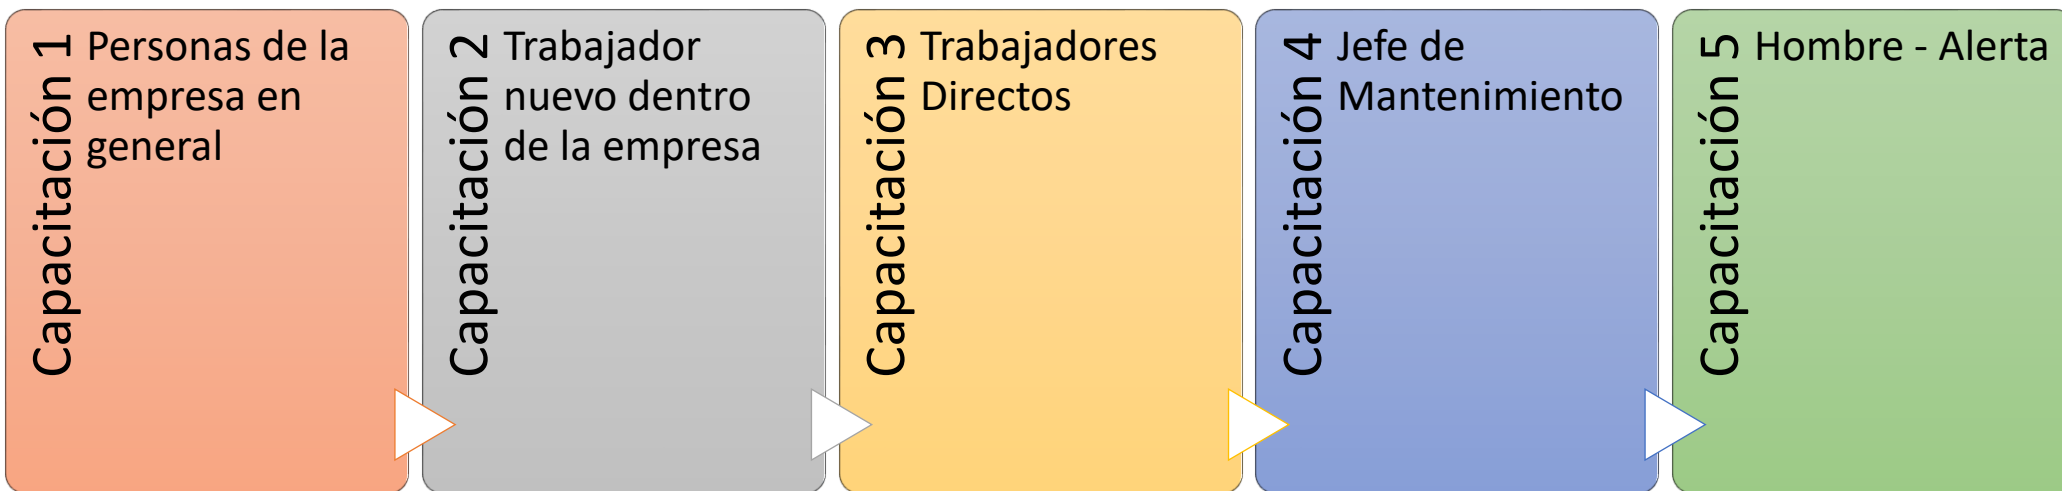 Capacitación 1
Personas de la
empresa en
general
Capacitación 2
Trabajador
nuevo dentro
de la empresa
Capacitación 3
Trabajadores
Directos
Capacitación 4
Jefe de
Mantenimiento
Capacitación 5
Hombre - Alerta